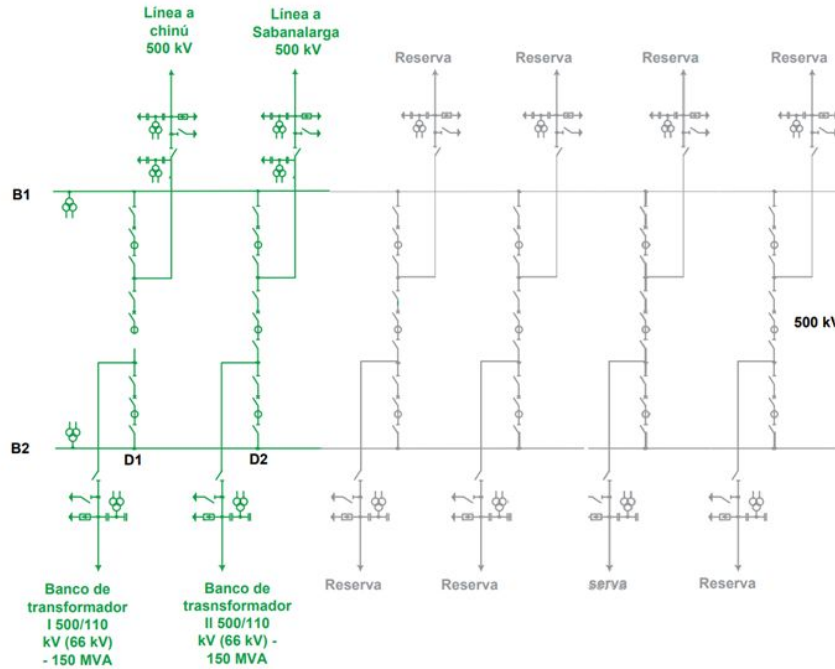 Línea a
chinú
500 kV
Línea a
Sabanalarga
500 kV
Reserva
Reserva
Reserva
Reserva
B1
500 kV
B2
D1
D2
Banco de
transformador
I 500/110
kV (66 kV)
- 150 MVA
Banco de
trasnsformador
II 500/110
kV (66 kV) -
150 MVA
Reserva
Reserva
serva
Reserva